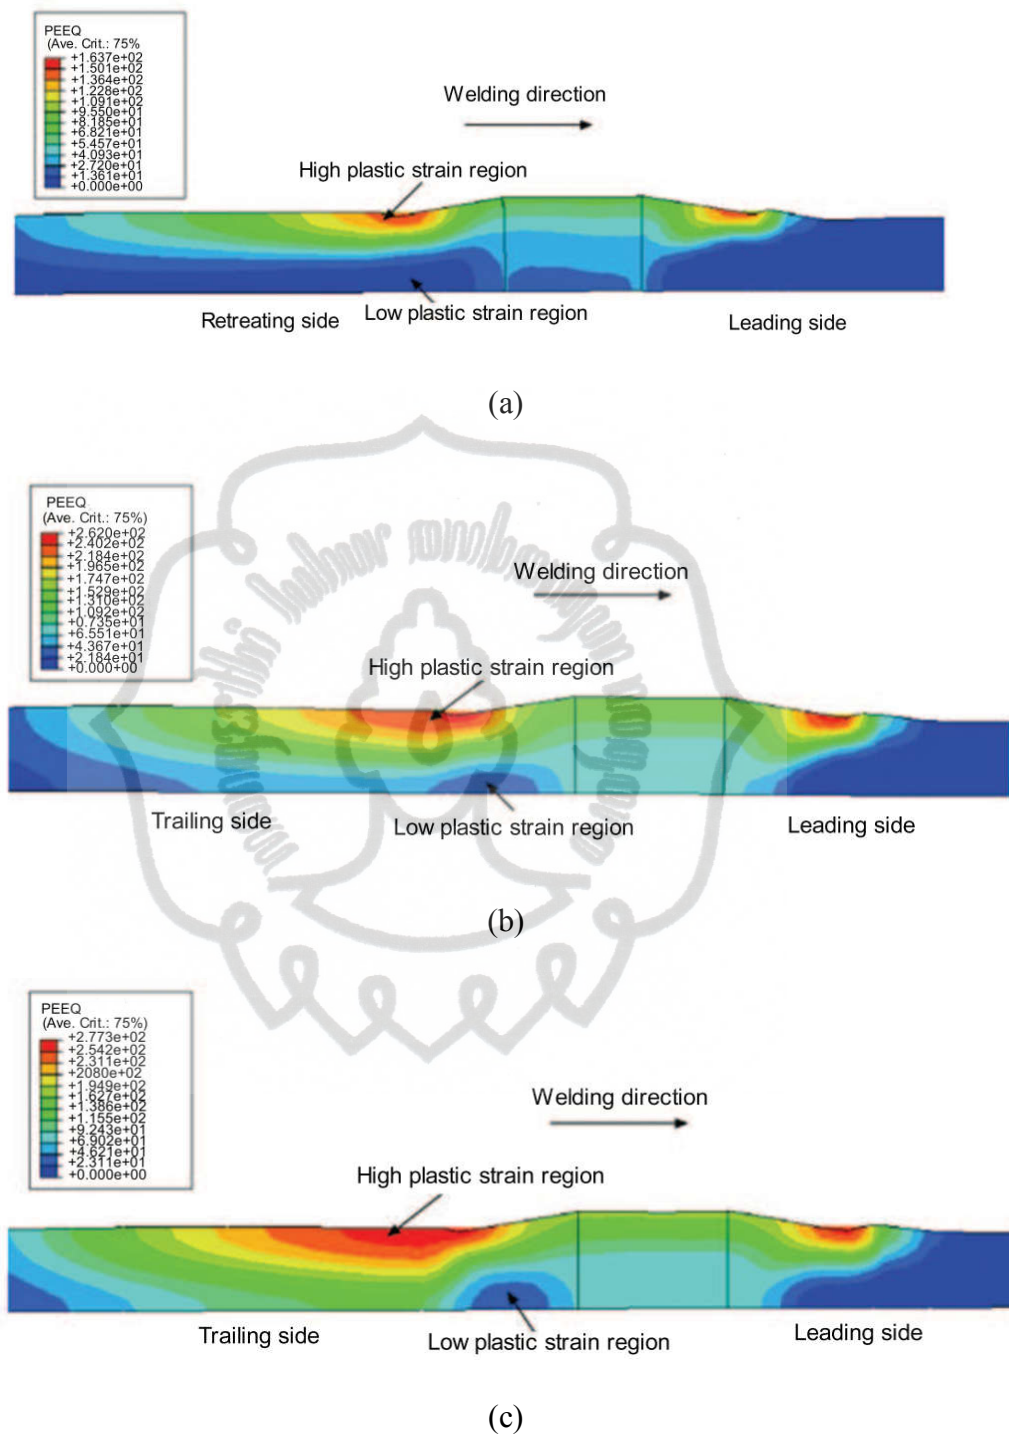 PEEQ
(Ave. Crit.: 75%
+1.637e+02
+1.501e+02
+1.364e+02
+1.228e+02
+1.091e+02
+9.550e+01
+8.185e+01
+6.821e+01
+5.457e+01
+4.093e+01
+2.720e+01
+1.361e+01
+0.000e+00
Welding direction
High plastic strain region
Low plastic strain region
Retreating side
Leading side
(a)
PEEQ
(Ave. Crit.: 75%)
+2.620e+02
+2.402e+02
+2.184e+02
+1.965e+02
+1.747e+02
+1.529e+02
+1.310e+02
+1.092e+02
+0.735e+01
+6.551e+01
+4.367e+01
+2.184e+01
+0.000+00
Welding direction
High plastic strain region
Trailing side
Low plastic strain region
Leading side
(b)
PEEQ
(Ave. Crit.: 75%)
+2.773e+02
+2.542e+02
+2.311e+02
+2080e+02
+1.949e+02
+1.627e+02
+1.386e+02
+1.155e+02
+9.243e+01
+6.902e+01
+4.621e+01
+2.311e+01
+0.000e+00
Welding direction
High plastic strain region
Trailing side
Low plastic strain region
Leading side
(c)